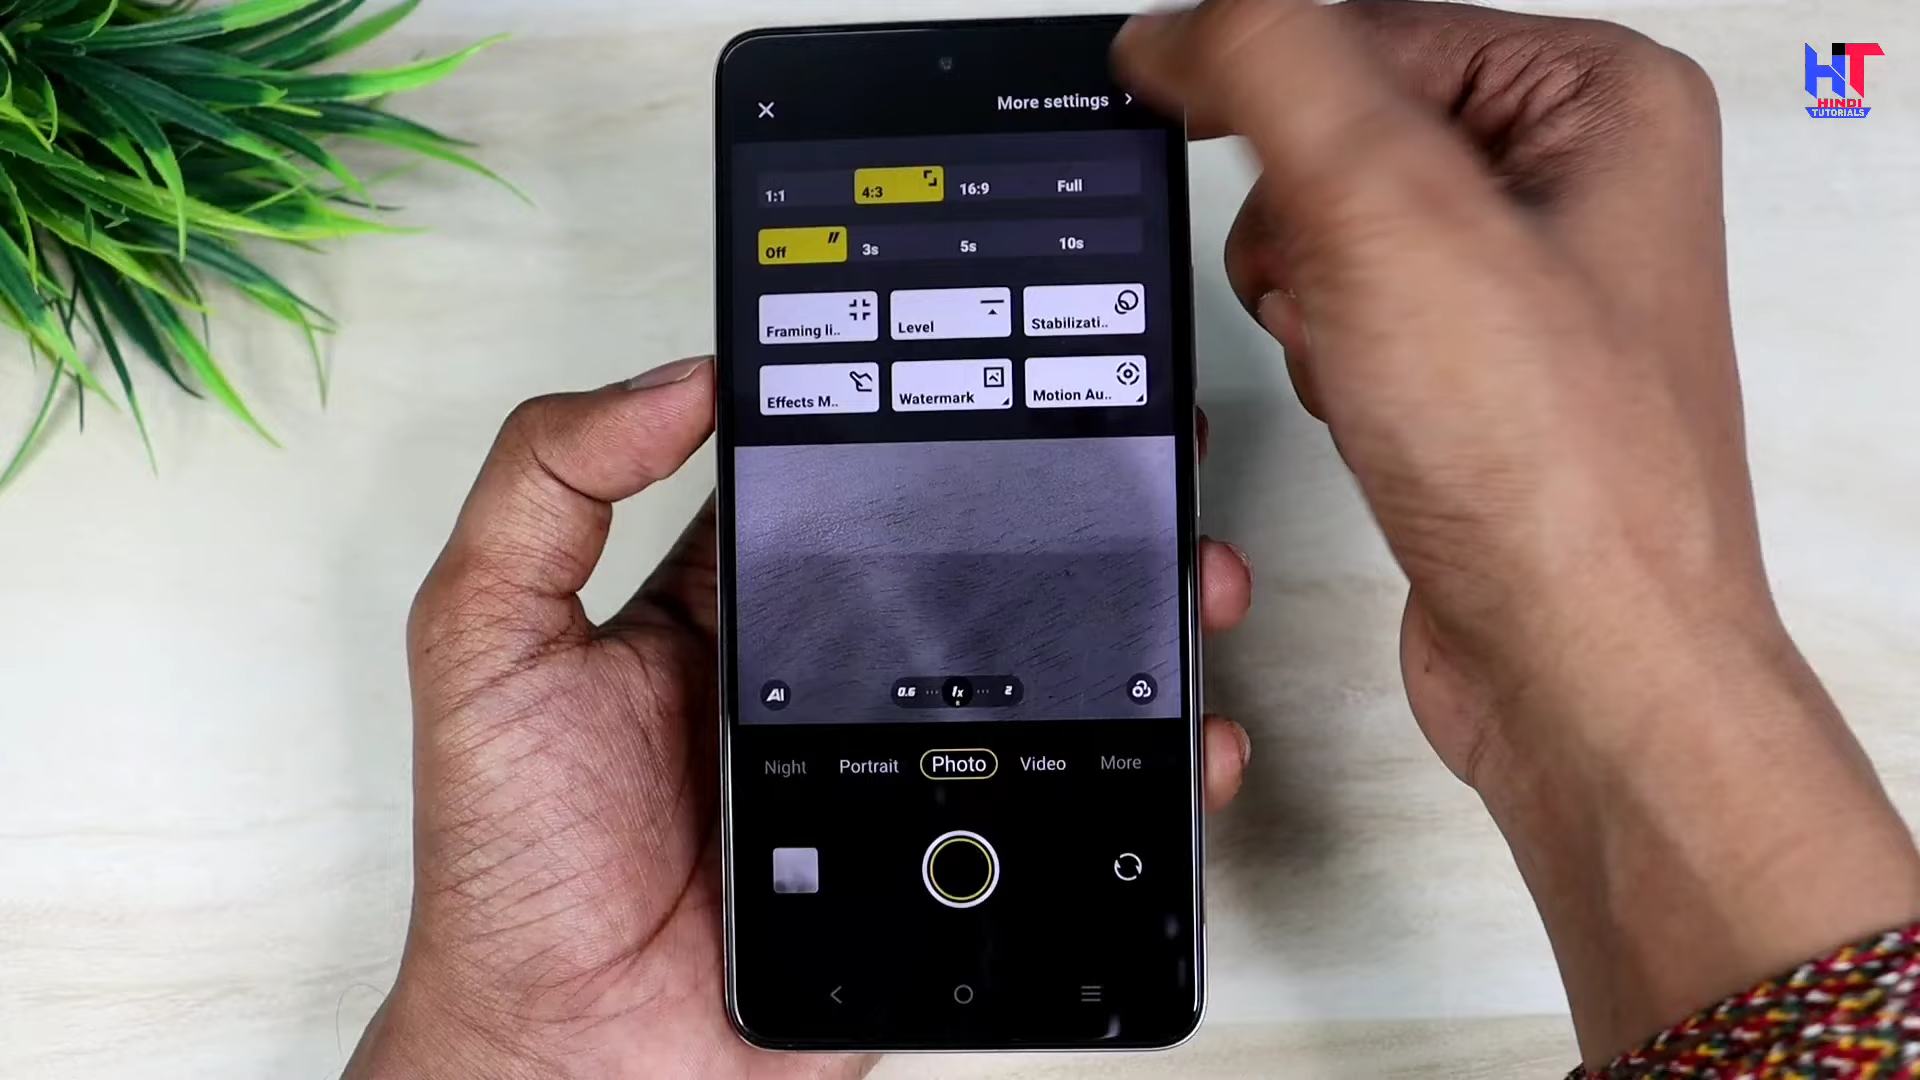 HT
HINDI
TUTORIALS
More settings
1:1
4:3
16:9
Full
Off
3s
5s
10s
Framing li..
Level
Stabilizati..
Effects M..
Watermark
Motion Au..
AI
0.6
1x
2
Night
Portrait
Photo
Video
More